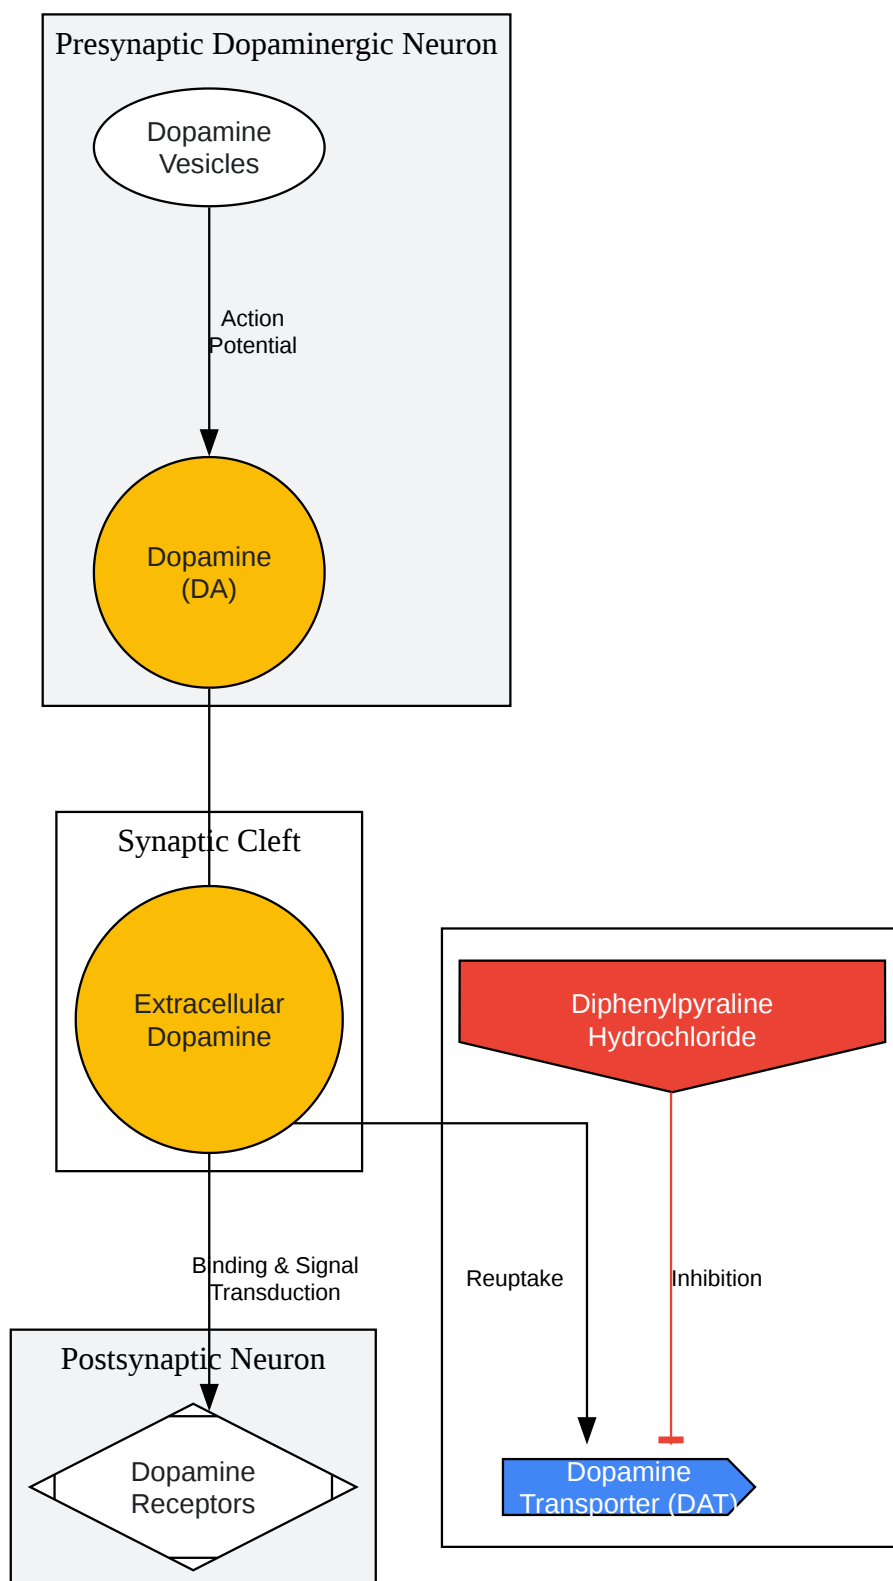 Presynaptic Dopaminergic Neuron
Dopamine
Vesicles
Action
Potential
Dopamine
(DA)
Synaptic Cleft
Extracellular
Dopamine
Diphenylpyraline
Hydrochloride
Binding & Signal
Transduction
Reuptake
Inhibition
Postsynaptic Neuron
Dopamine
Receptors
Dopamine
Transporter (DAT)